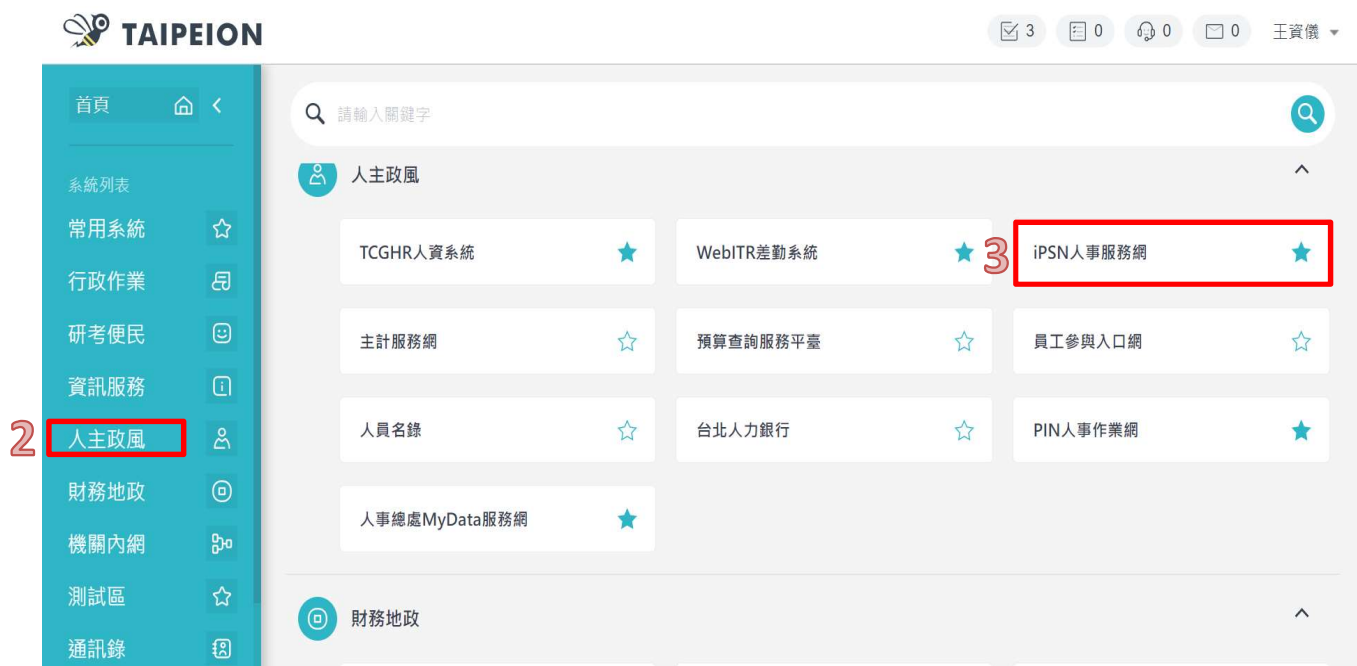 TAIPEION
3
0
0
0
王資儀
首頁
請輸入關鍵字
系統列表
常用系統
行政作業
研考便民
資訊服務
2
人主政風
財務地政
機關內網
測試區
通訊錄
人主政風
TCGHR人資系統
WebITR差勤系統
3
iPSN人事服務網
主計服務網
預算查詢服務平臺
員工參與入口網
人員名錄
台北人力銀行
PIN人事作業網
人事總處MyData服務網
財務地政